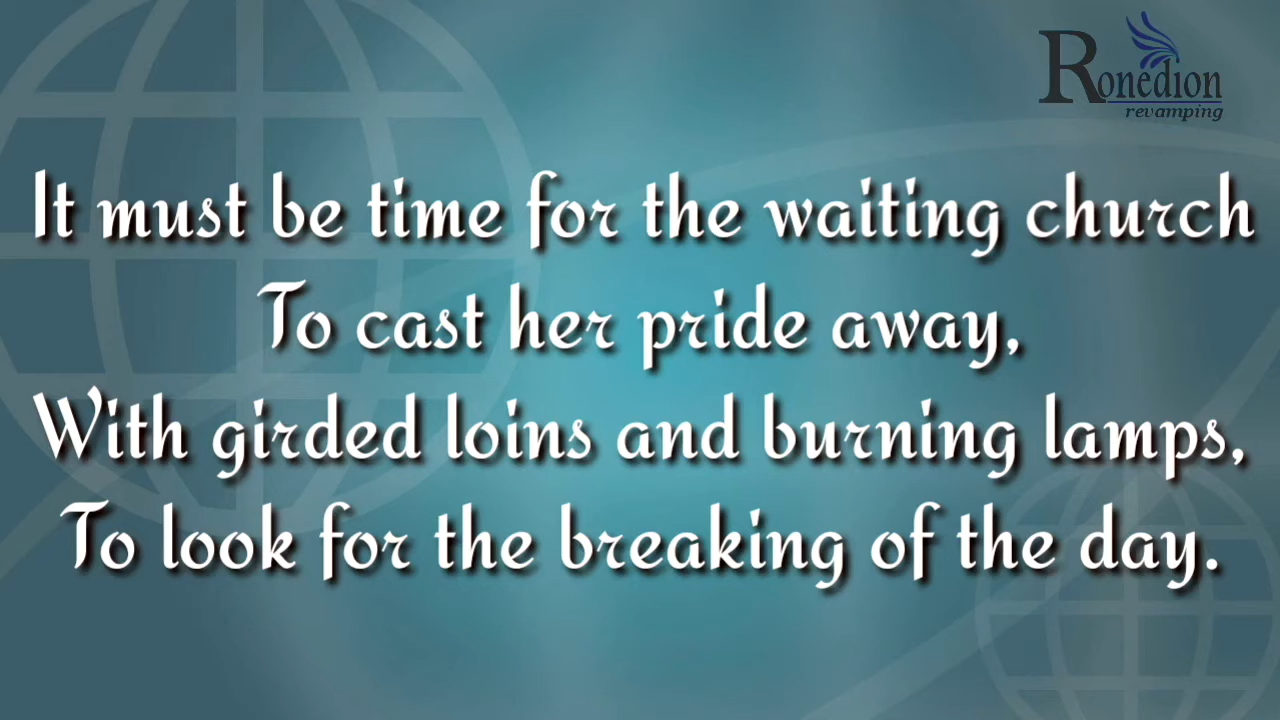 Ronedion
revamping
It must be time for the waiting church
To cast her pride away,
With girded loins and burning lamps,
To look for the breaking of the day.